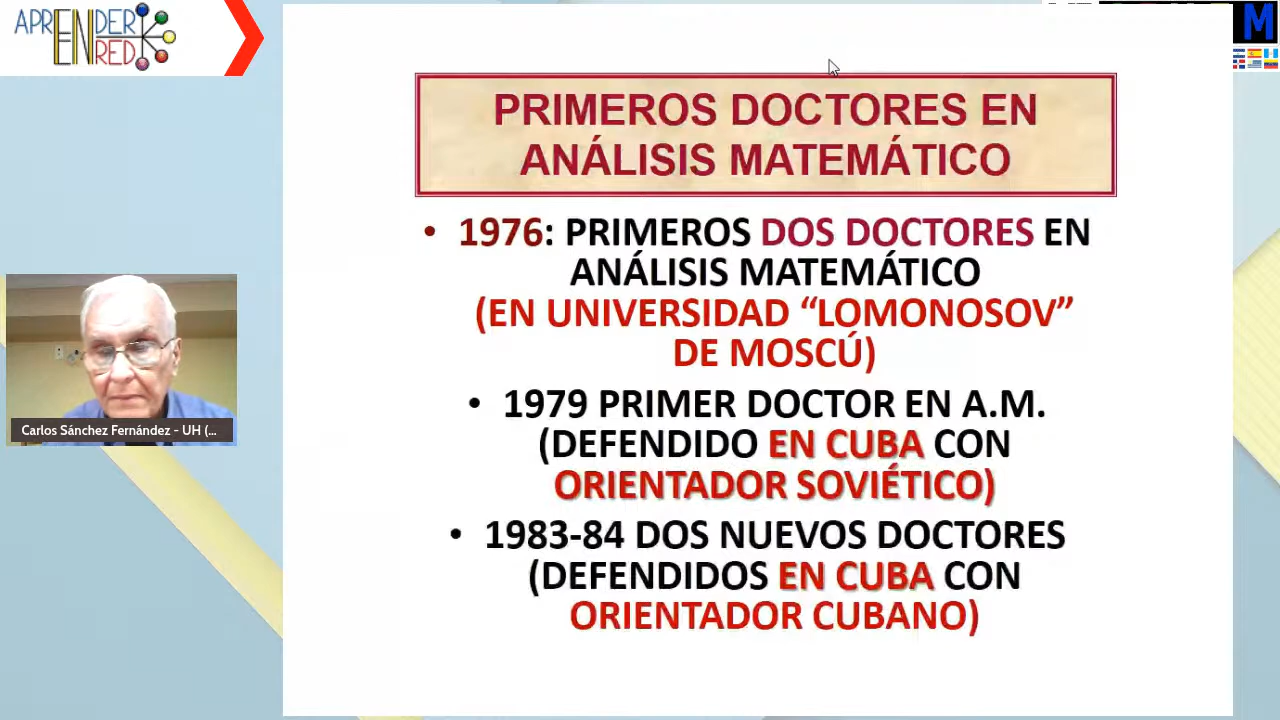 APRENDER
EN RED
M
PRIMEROS DOCTORES EN
ANÁLISIS MATEMÁTICO
• 1976: PRIMEROS DOS DOCTORES EN
ANÁLISIS MATEMÁTICO
(EN UNIVERSIDAD “LOMONOSOV”
DE MOSCÚ)
• 1979 PRIMER DOCTOR EN A.M.
(DEFENDIDO EN CUBA CON
ORIENTADOR SOVIÉTICO)
• 1983-84 DOS NUEVOS DOCTORES
(DEFENDIDOS EN CUBA CON
ORIENTADOR CUBANO)
Carlos Sánchez Fernández - UH (...